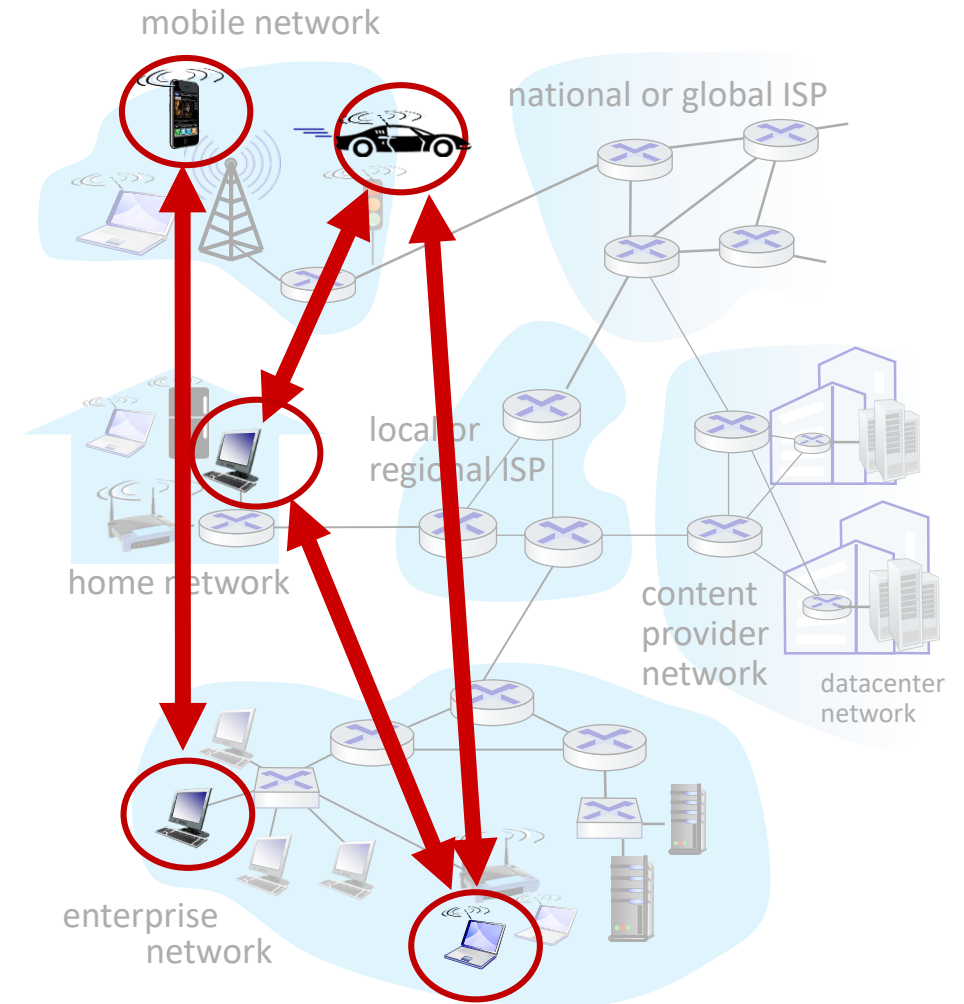 mobile network
national or global ISP
local or
regional ISP
home network
content
provider
network
datacenter
network
enterprise
network